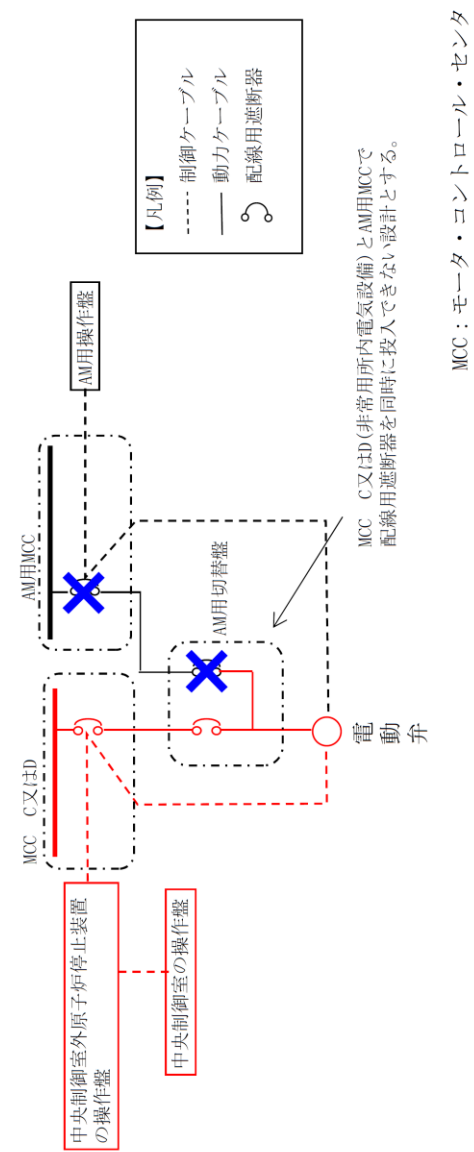 中央制御室外原子炉停止装置
の操作盤
中央制御室の操作盤
MCC C又はD
AM用MCC
AM用操作盤
AM用切替盤
電動弁
MCC C又はD(非常用所内電気設備)とAM用MCCで
配線用遮断器を同時に投入できない設計とする。
【凡例】
制御ケーブル
動力ケーブル
配線用遮断器
MCC:モータ・コントロール・センタ